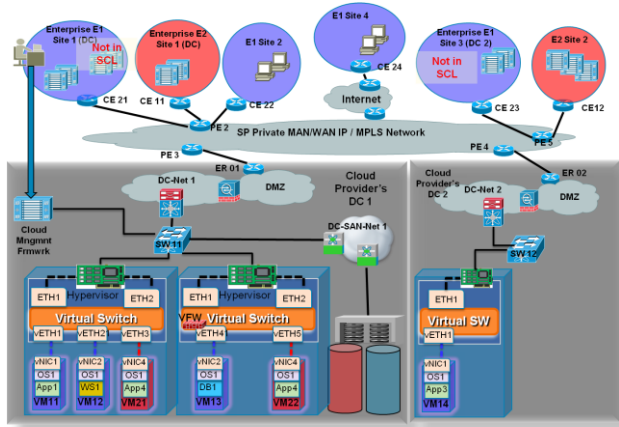 Enterprise E1
Site 1 (DC)
Not in
SCL
Enterprise E2
Site 1 (DC)
E1 Site 2
E1 Site 4
Enterprise E1
Site 3 (DC 2)
Not in
SCL
E2 Site 2
CE 21
CE 11
CE 22
CE 24
Internet
CE 23
CE12
PE 2
PE 5
SP Private MAN/WAN IP / MPLS Network
PE 3
PE 4
ER 01
ER 02
DC-Net 1
DMZ
Cloud
Provider's
DC 1
Cloud
Provider's
DC 2
DC-Net 2
DMZ
Cloud
Mngmnt
Frmwrk
SW11
DC-SAN-Net 1
SW12
ETH1
Hypervisor
ETH2
Virtual Switch
vETH1
vETH21
vETH3
vNIC1
OS1
App1
VM11
vNIC2
OS1
WS1
VM12
vNIC4
OS1
App4
VM21
ETH1
Hypervisor
ETH2
VFW
Virtual Switch
vETH4
vETH5
vNIC2
OS1
DB1
VM13
vNIC4
OS1
App4
VM22
ETH1
Virtual SW
vETH1
vNIC1
OS1
App3
VM14